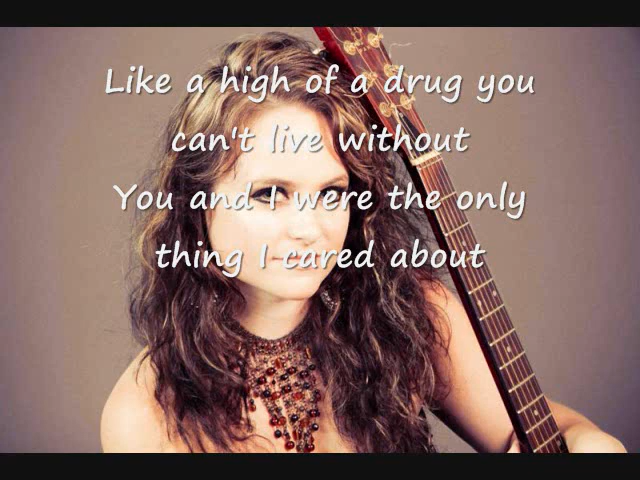 Like a high of a drug you
can't live without
You and I were the only
thing I cared about